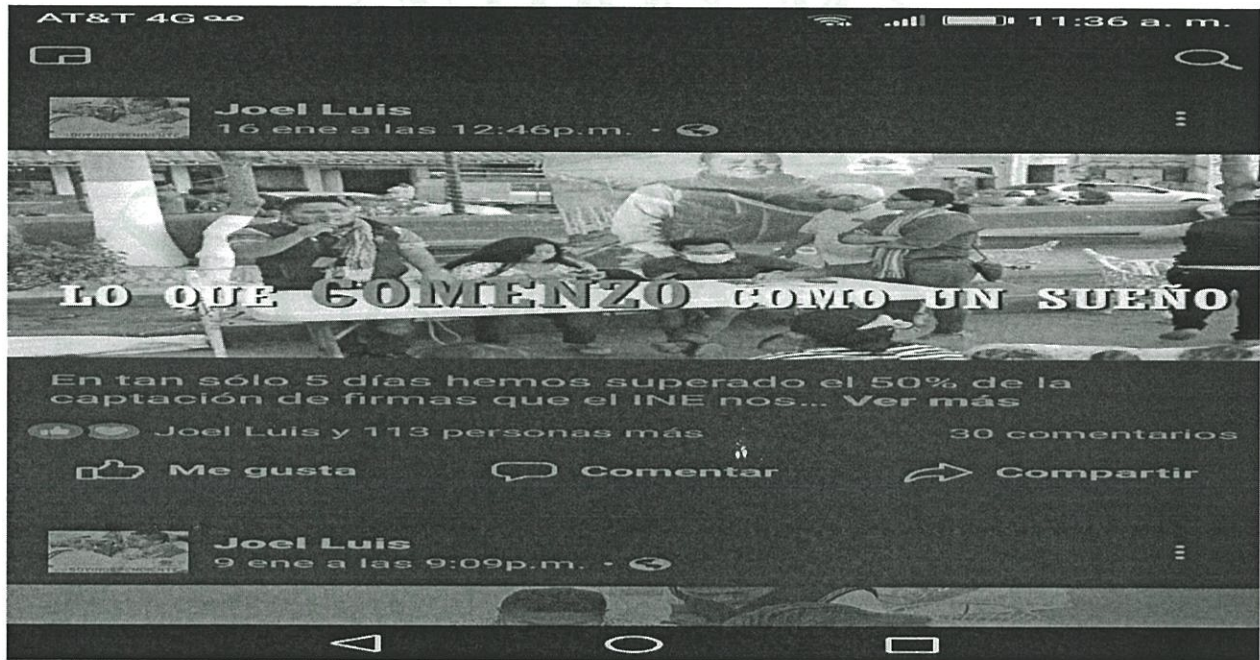 AT&T 4G 11:36 a. m.
Joel Luis
16 ene a las 12:46p.m. ·
LO QUE COMENZO COMO UN SUEÑO
En tan sólo 5 días hemos superado el 50% de la
captación de firmas que el INE nos... Ver más
Joel Luis y 113 personas más 30 comentarios
Me gusta Comentar Compartir
Joel Luis
9 ene a las 9:09p.m. ·